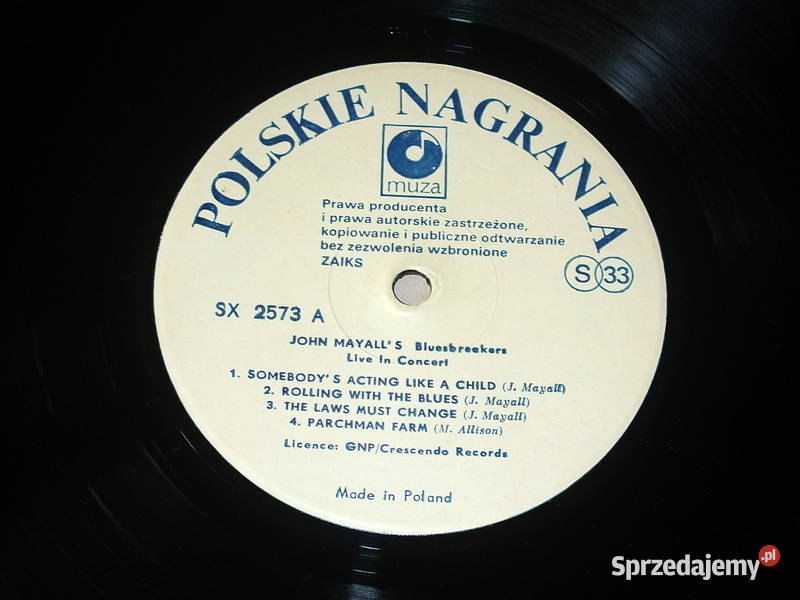 POLSKIE NAGRANIA
muza
Prawa producenta
i prawa autorskie zastrzeżone,
kopiowanie i publiczne odtwarzanie
bez zezwolenia wzbronione
ZAIKS
S 33
SX 2573 A
JOHN MAYALL'S Bluesbreakers
Live In Concert
1. SOMEBODY'S ACTING LIKE A CHILD (J. Mayall)
2. ROLLING WITH THE BLUES (J. Mayall)
3. THE LAWS MUST CHANGE (J. Mayall)
4. PARCHMAN FARM (M. Allison)
Licence: GNP/Crescendo Records
Made in Poland
Sprzedajemy.pl